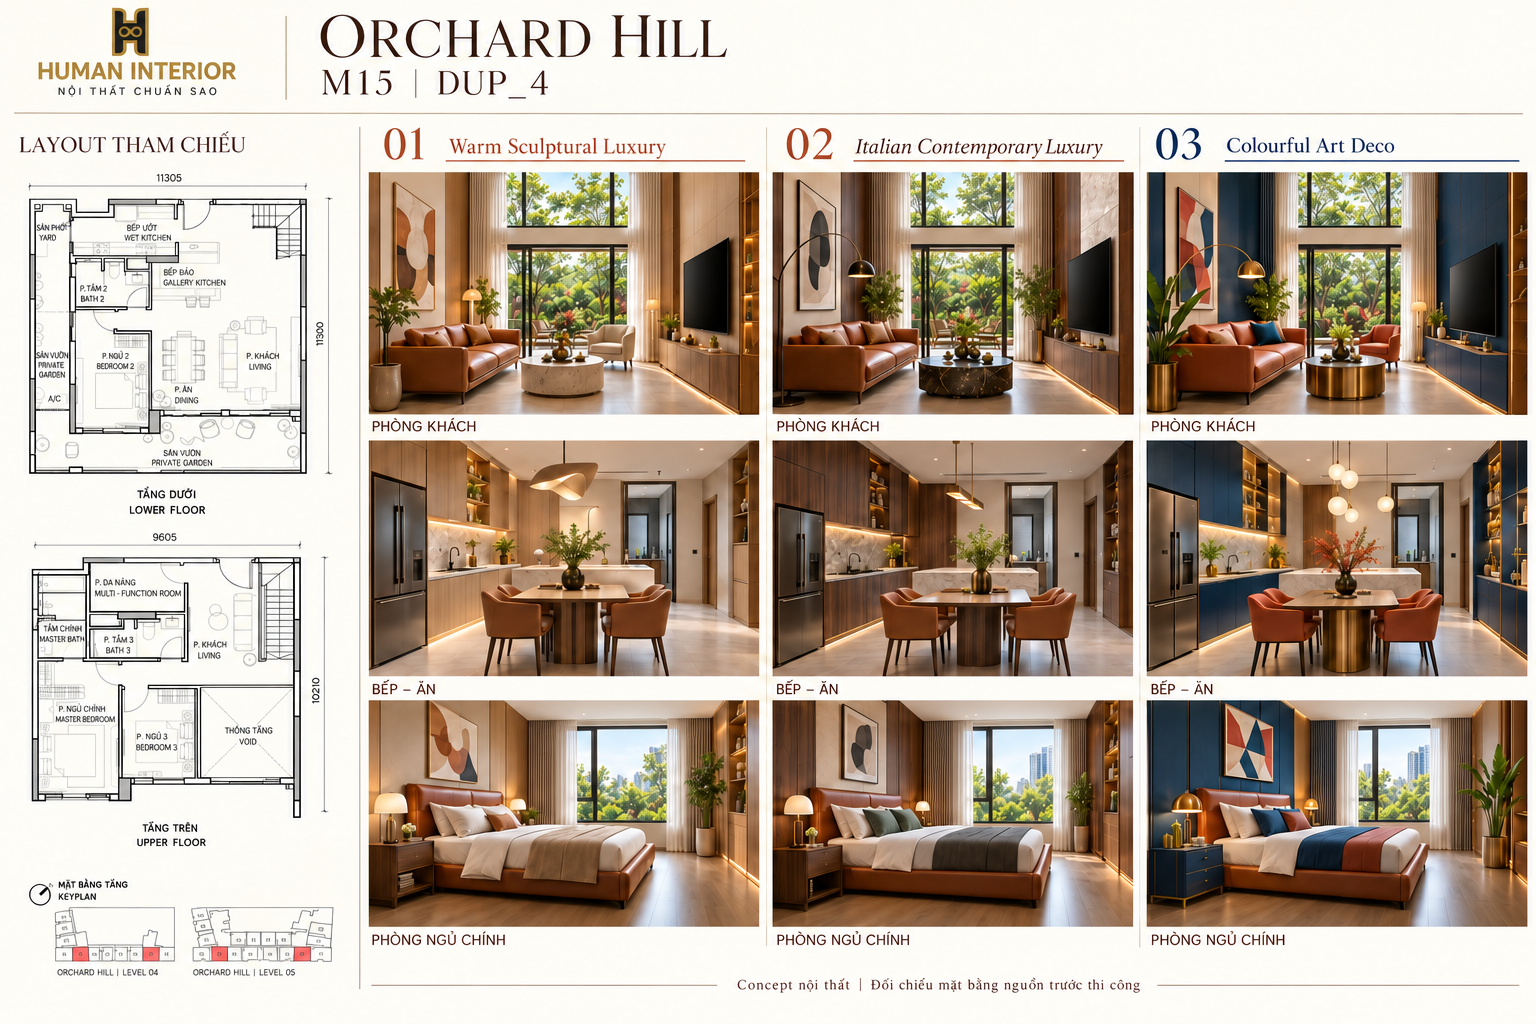 HUMAN INTERIOR
NỘI THẤT CHUẨN SAO
ORCHARD HILL
M15 | DUP_4
LAYOUT THAM CHIẾU
11305
SÂN PHƠI
YARD
BẾP ƯỚT
WET KITCHEN
P. TẮM 2
BATH 2
BẾP ĐẢO
GALLERY KITCHEN
11300
SÂN VƯỜN
PRIVATE
GARDEN
A/C
P. NGỦ 2
BEDROOM 2
P. KHÁCH
LIVING
P. ĂN
DINING
SÂN VƯỜN
PRIVATE GARDEN
TẦNG DƯỚI
LOWER FLOOR
9605
P. ĐA NĂNG
MULTI - FUNCTION ROOM
TẮM CHÍNH
MASTER BATH
P. TẮM 3
BATH 3
P. KHÁCH
LIVING
10210
P. NGỦ CHÍNH
MASTER BEDROOM
P. NGỦ 3
BEDROOM 3
THÔNG TẦNG
VOID
TẦNG TRÊN
UPPER FLOOR
MẶT BẰNG TẦNG
KEYPLAN
ORCHARD HILL | LEVEL 04
ORCHARD HILL | LEVEL 05
01 Warm Sculptural Luxury
PHÒNG KHÁCH
BẾP – ĂN
PHÒNG NGỦ CHÍNH
02 Italian Contemporary Luxury
PHÒNG KHÁCH
BẾP – ĂN
PHÒNG NGỦ CHÍNH
03 Colourful Art Deco
PHÒNG KHÁCH
BẾP – ĂN
PHÒNG NGỦ CHÍNH
Concept nội thất | Đối chiếu mặt bằng nguồn trước thi công